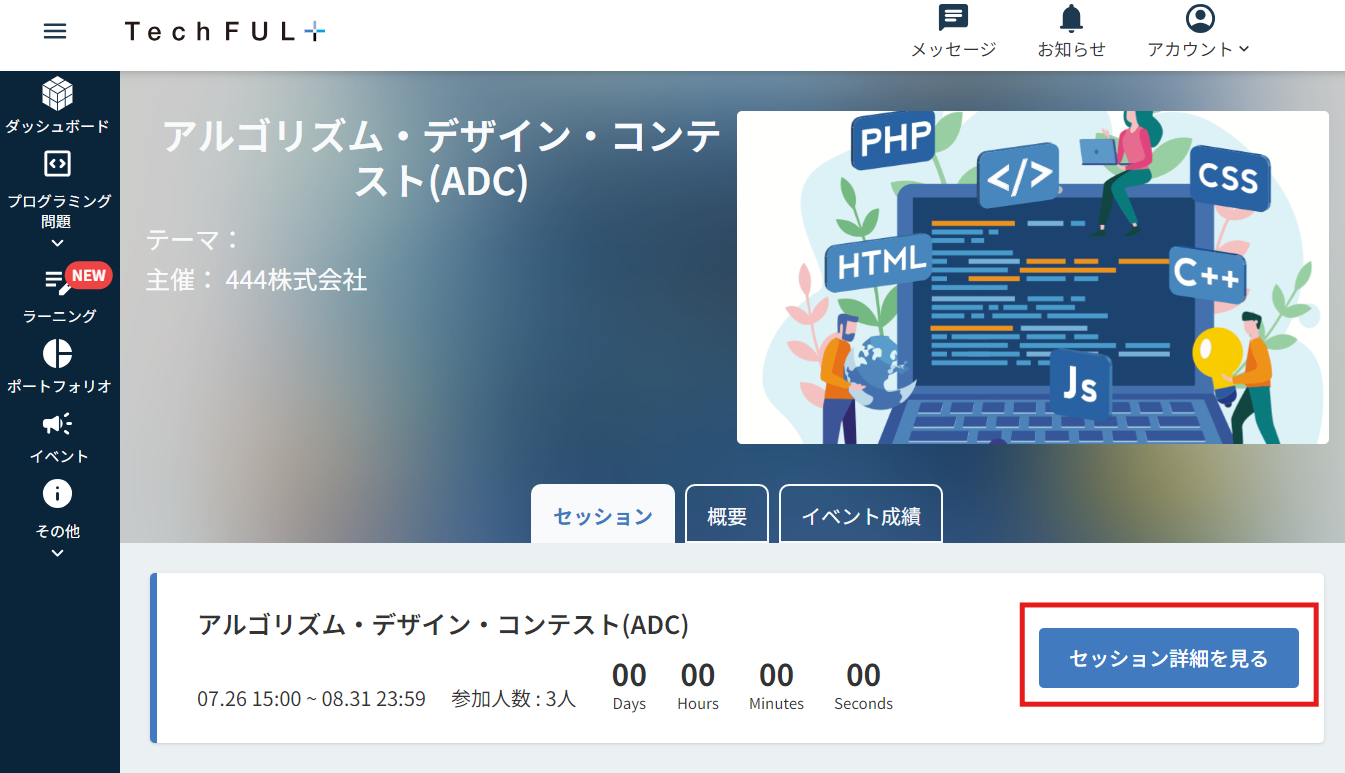 TechFUL
メッセージ
お知らせ
アカウント
ダッシュボード
プログラミング
問題
NEW
ラーニング
ポートフォリオ
イベント
その他
アルゴリズム・デザイン・コンテ
スト(ADC)
テーマ：
主催： 444株式会社
PHP
</>
CSS
HTML
C++
Js
セッション
概要
イベント成績
アルゴリズム・デザイン・コンテスト(ADC)
07.26 15:00 ~ 08.31 23:59 参加人数 : 3人
00 00 00 00
Days Hours Minutes Seconds
セッション詳細を見る